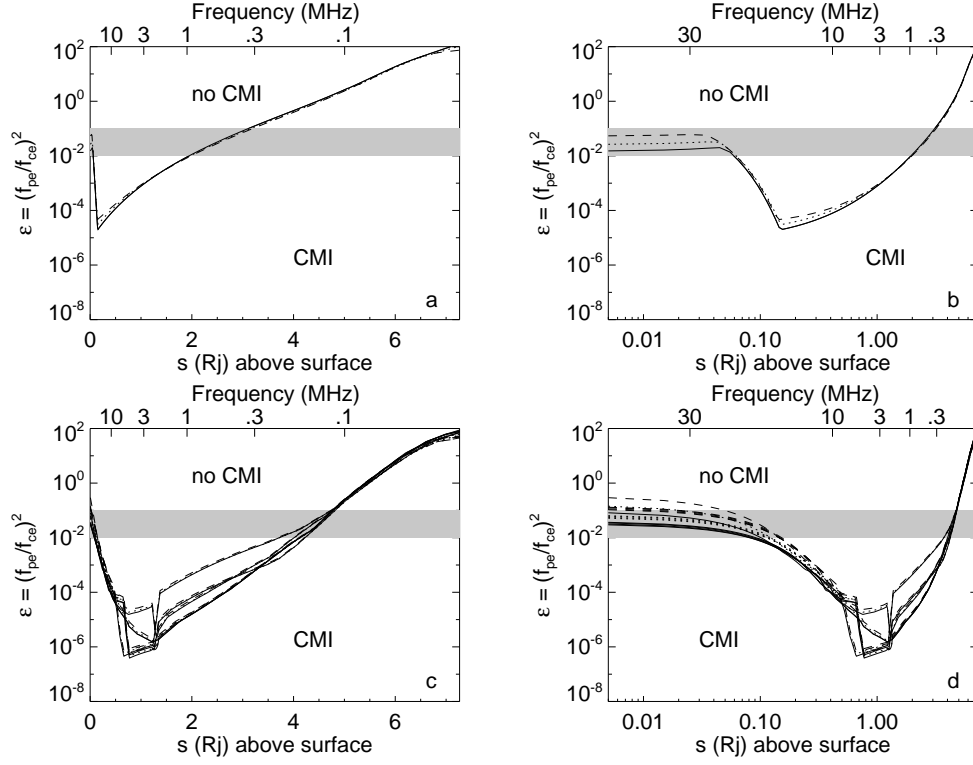 Frequency (MHz)
10 3 1 .3 .1
10^2
10^0
10^-2
10^-4
10^-6
10^-8
ε = (f_pe/f_ce)^2
no CMI
CMI
a
0 2 4 6
s (Rj) above surface
Frequency (MHz)
30 10 3 1 .3
10^2
10^0
10^-2
10^-4
10^-6
10^-8
ε = (f_pe/f_ce)^2
no CMI
CMI
b
0.01 0.10 1.00
s (Rj) above surface
Frequency (MHz)
10 3 1 .3 .1
10^2
10^0
10^-2
10^-4
10^-6
10^-8
ε = (f_pe/f_ce)^2
no CMI
CMI
c
0 2 4 6
s (Rj) above surface
Frequency (MHz)
30 10 3 1 .3
10^2
10^0
10^-2
10^-4
10^-6
10^-8
ε = (f_pe/f_ce)^2
no CMI
CMI
d
0.01 0.10 1.00
s (Rj) above surface